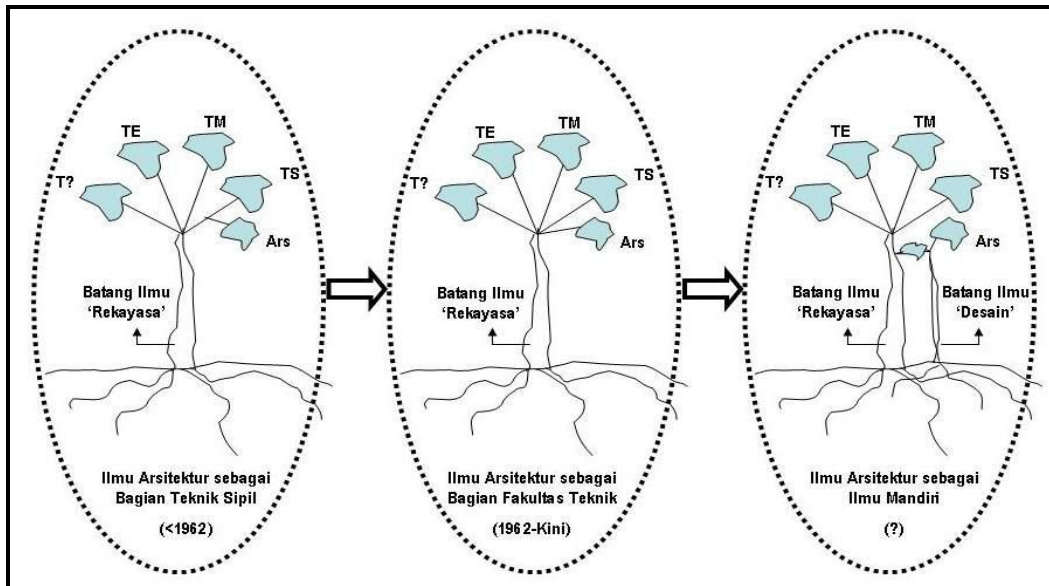 TE
TM
T?
TS
Ars
Batang Ilmu
‘Rekayasa’
Ilmu Arsitektur sebagai
Bagian Teknik Sipil
(<1962)
TE
TM
T?
TS
Ars
Batang Ilmu
‘Rekayasa’
Ilmu Arsitektur sebagai
Bagian Fakultas Teknik
(1962-Kini)
TE
TM
T?
TS
Ars
Batang Ilmu
‘Rekayasa’
Batang Ilmu
‘Desain’
Ilmu Arsitektur sebagai
Ilmu Mandiri
(?)